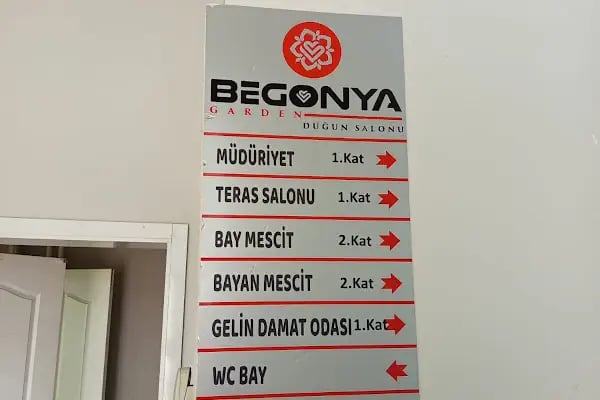 BEGONYA
GARDEN
DÜĞÜN SALONU
MÜDÜRİYET 1.Kat
TERAS SALONU 1.Kat
BAY MESCİT 2.Kat
BAYAN MESCİT 2.Kat
GELİN DAMAT ODASI 1.Kat
WC BAY